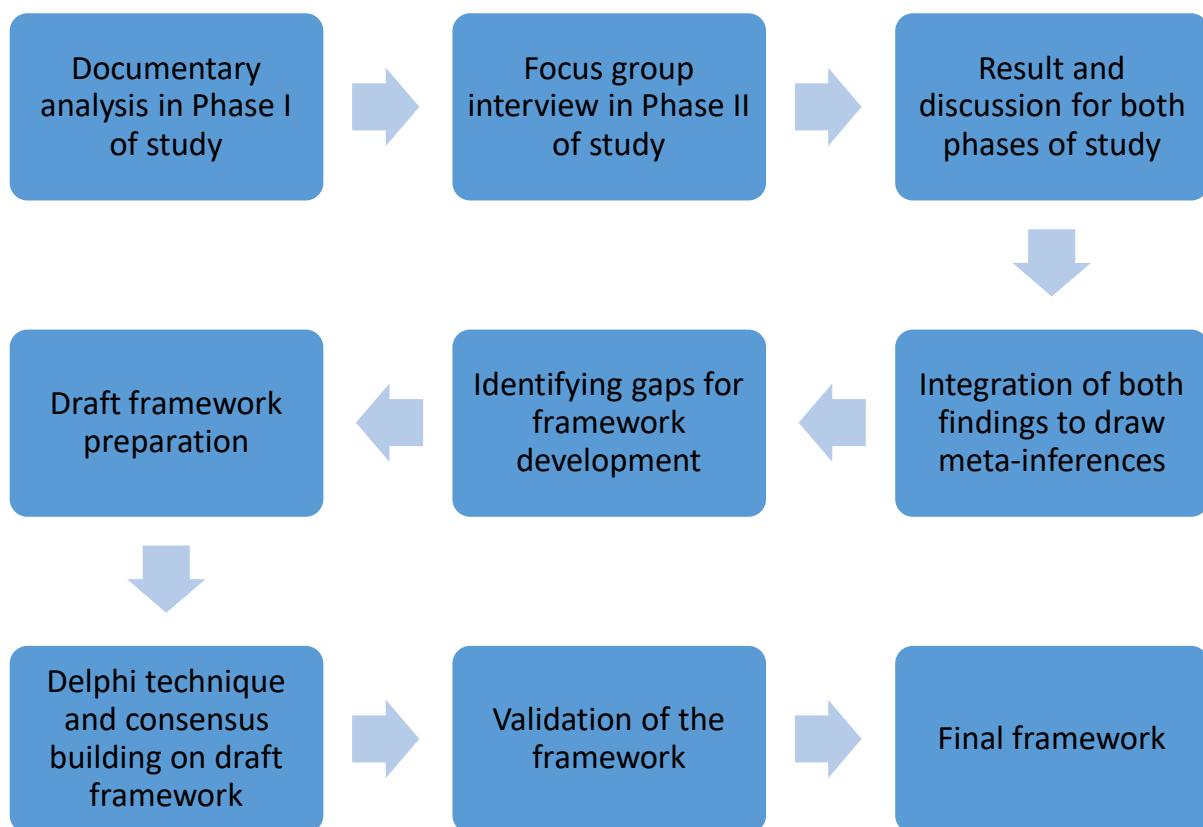 Documentary
analysis in Phase I
of study
Focus group
interview in Phase II
of study
Result and
discussion for both
phases of study
Integration of both
findings to draw
meta-inferences
Identifying gaps for
framework
development
Draft framework
preparation
Delphi technique
and consensus
building on draft
framework
Validation of the
framework
Final framework